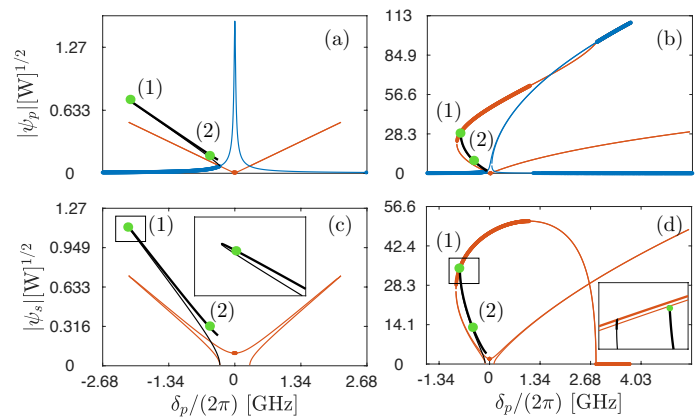 |ψ_p|[W]^{1/2}
1.27
0.633
0
(a)
(1)
(2)
113
84.9
56.6
28.3
0
(b)
(1)
(2)
|ψ_s|[W]^{1/2}
1.27
0.949
0.633
0.316
0
(1)
(c)
(2)
-2.68 -1.34 0 1.34 2.68
δ_p/(2π) [GHz]
56.6
42.4
28.3
14.1
0
(d)
(1)
(2)
-1.34 0 1.34 2.68 4.03
δ_p/(2π) [GHz]